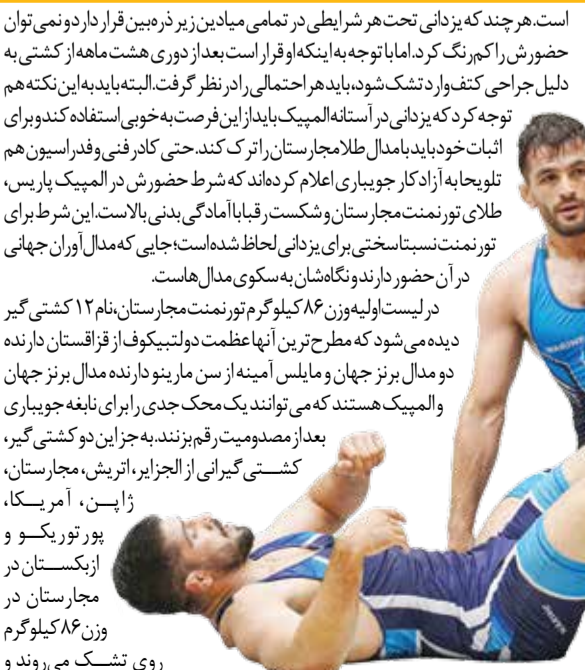 است. هر چند که یزدانی تحت هر شرایطی در تمامی میادین زیر ذره‌بین قرار دارد و نمی توان
حضورش را کم رنگ کرد. اما با توجه به اینکه او قرار است بعد از دوری هشت ماهه از کشتی به
دلیل جراحی کتف وارد تشک شود، باید هر احتمالی را در نظر گرفت. البته باید به این نکته هم
توجه کرد که یزدانی در آستانه المپیک باید از این فرصت به خوبی استفاده کند و برای
اثبات خود باید با مدال طلا مجارستان را ترک کند. حتی کادر فنی و فدراسیون هم
تلویحا به آزادکار جویباری اعلام کرده‌اند که شرط حضورش در المپیک پاریس،
طلای تورنمنت مجارستان و شکست رقبا با آمادگی بدنی بالاست. این شرط برای
تورنمنت نسبتا سختی برای یزدانی لحاظ شده است؛ جایی که مدال آوران جهانی
در آن حضور دارند و نگاه‌شان به سکوی مدال هاست.
در لیست اولیه وزن ۸۶ کیلوگرم تورنمنت مجارستان، نام ۱۲ کشتی گیر
دیده می شود که مطرح ترین آنها عظمت دولتبیکوف از قزاقستان دارنده
دو مدال برنز جهان و مایلس آمینه از سن مارینو دارنده مدال برنز جهان
و المپیک هستند که می توانند یک محک جدی را برای نابغه جویباری
بعد از مصدومیت رقم بزنند. به جز این دو کشتی گیر،
کشتی گیرانی از الجزایر، اتریش، مجارستان،
ژاپن، آمریکا،
پورتوریکو و
ازبکستان در
مجارستان در
وزن ۸۶ کیلوگرم
روی تشک می روند و